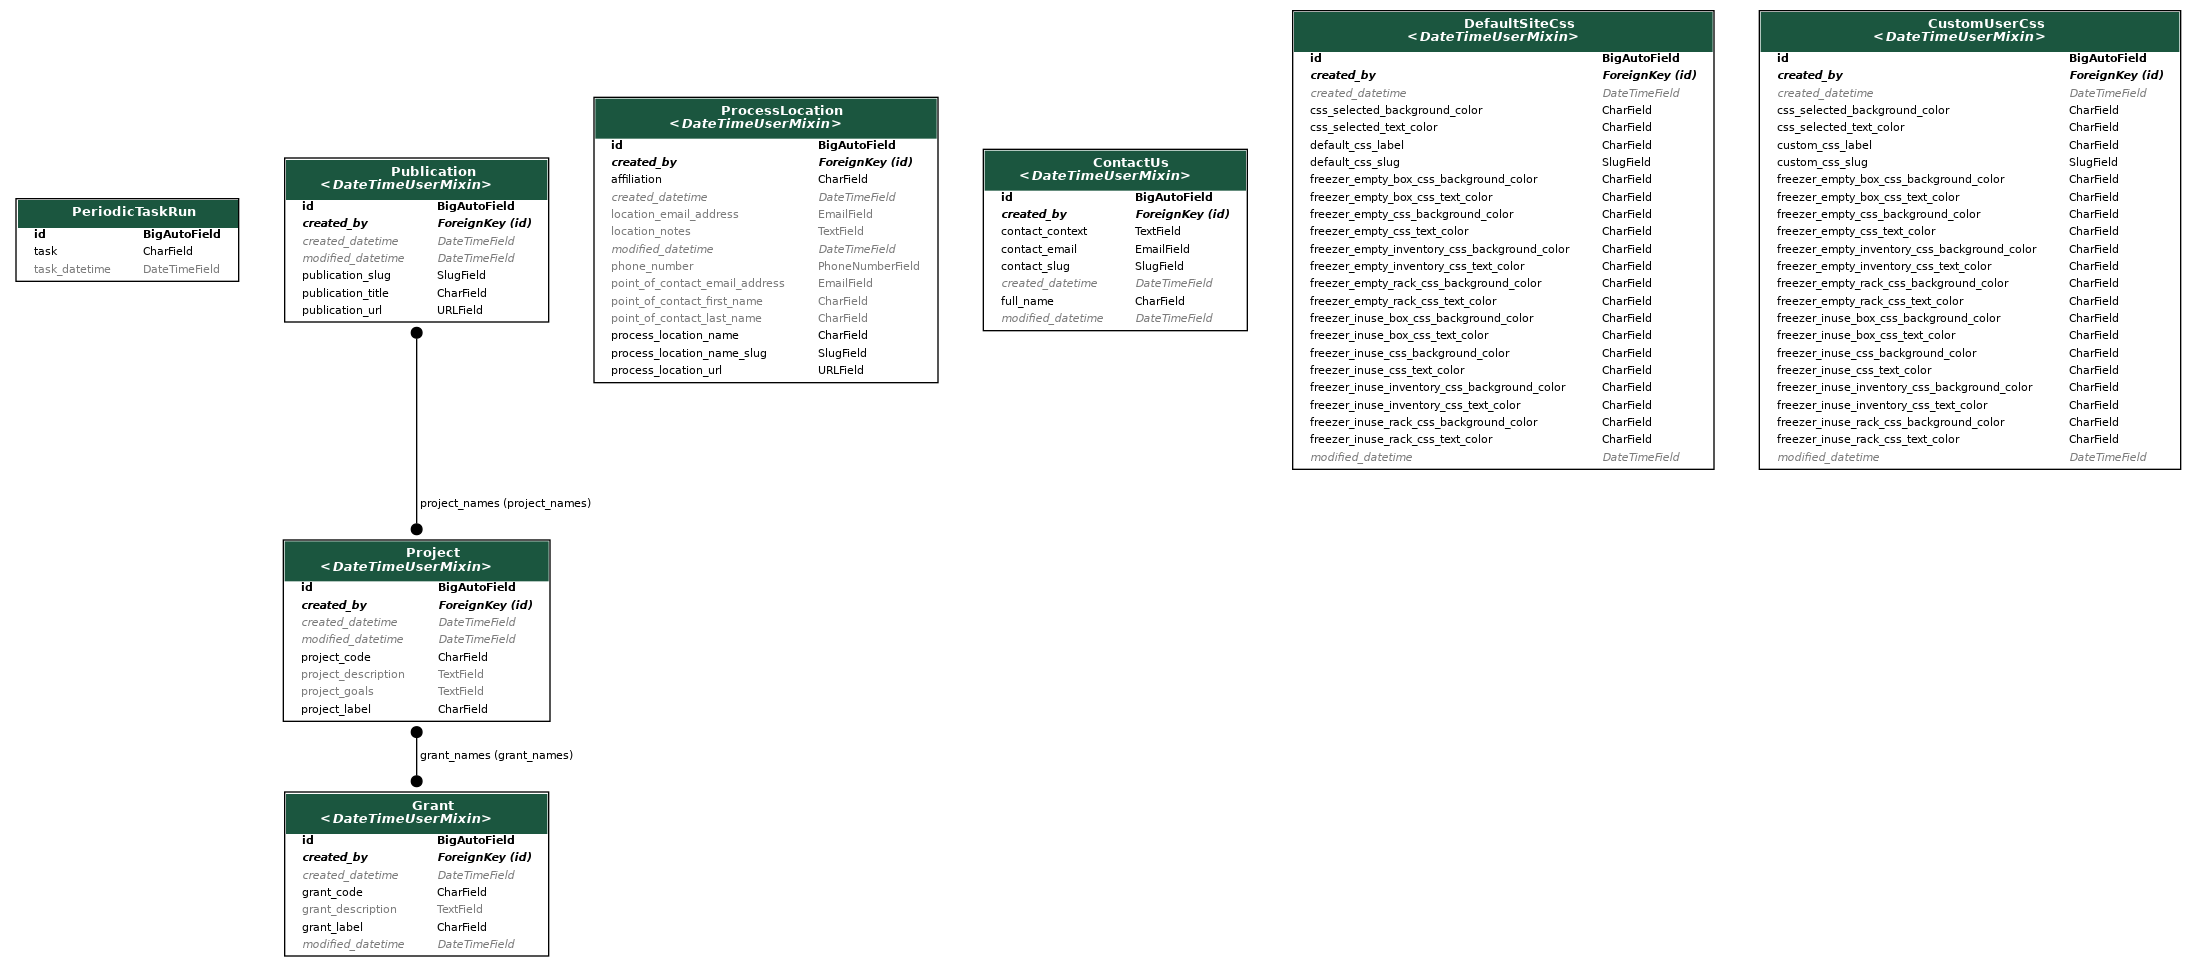 PeriodicTaskRun
id BigAutoField
task CharField
task_datetime DateTimeField
Publication
<DateTimeUserMixin>
id BigAutoField
created_by ForeignKey (id)
created_datetime DateTimeField
modified_datetime DateTimeField
publication_slug SlugField
publication_title CharField
publication_url URLField
project_names (project_names)
Project
<DateTimeUserMixin>
id BigAutoField
created_by ForeignKey (id)
created_datetime DateTimeField
modified_datetime DateTimeField
project_code CharField
project_description TextField
project_goals TextField
project_label CharField
grant_names (grant_names)
Grant
<DateTimeUserMixin>
id BigAutoField
created_by ForeignKey (id)
created_datetime DateTimeField
grant_code CharField
grant_description TextField
grant_label CharField
modified_datetime DateTimeField
ProcessLocation
<DateTimeUserMixin>
id BigAutoField
created_by ForeignKey (id)
affiliation CharField
created_datetime DateTimeField
location_email_address EmailField
location_notes TextField
modified_datetime DateTimeField
phone_number PhoneNumberField
point_of_contact_email_address EmailField
point_of_contact_first_name CharField
point_of_contact_last_name CharField
process_location_name CharField
process_location_name_slug SlugField
process_location_url URLField
ContactUs
<DateTimeUserMixin>
id BigAutoField
created_by ForeignKey (id)
contact_context TextField
contact_email EmailField
contact_slug SlugField
created_datetime DateTimeField
full_name CharField
modified_datetime DateTimeField
DefaultSiteCss
<DateTimeUserMixin>
id BigAutoField
created_by ForeignKey (id)
created_datetime DateTimeField
css_selected_background_color CharField
css_selected_text_color CharField
default_css_label CharField
default_css_slug SlugField
freezer_empty_box_css_background_color CharField
freezer_empty_box_css_text_color CharField
freezer_empty_css_background_color CharField
freezer_empty_css_text_color CharField
freezer_empty_inventory_css_background_color CharField
freezer_empty_inventory_css_text_color CharField
freezer_empty_rack_css_background_color CharField
freezer_empty_rack_css_text_color CharField
freezer_inuse_box_css_background_color CharField
freezer_inuse_box_css_text_color CharField
freezer_inuse_css_background_color CharField
freezer_inuse_css_text_color CharField
freezer_inuse_inventory_css_background_color CharField
freezer_inuse_inventory_css_text_color CharField
freezer_inuse_rack_css_background_color CharField
freezer_inuse_rack_css_text_color CharField
modified_datetime DateTimeField
CustomUserCss
<DateTimeUserMixin>
id BigAutoField
created_by ForeignKey (id)
created_datetime DateTimeField
css_selected_background_color CharField
css_selected_text_color CharField
custom_css_label CharField
custom_css_slug SlugField
freezer_empty_box_css_background_color CharField
freezer_empty_box_css_text_color CharField
freezer_empty_css_background_color CharField
freezer_empty_css_text_color CharField
freezer_empty_inventory_css_background_color CharField
freezer_empty_inventory_css_text_color CharField
freezer_empty_rack_css_background_color CharField
freezer_empty_rack_css_text_color CharField
freezer_inuse_box_css_background_color CharField
freezer_inuse_box_css_text_color CharField
freezer_inuse_css_background_color CharField
freezer_inuse_css_text_color CharField
freezer_inuse_inventory_css_background_color CharField
freezer_inuse_inventory_css_text_color CharField
freezer_inuse_rack_css_background_color CharField
freezer_inuse_rack_css_text_color CharField
modified_datetime DateTimeField